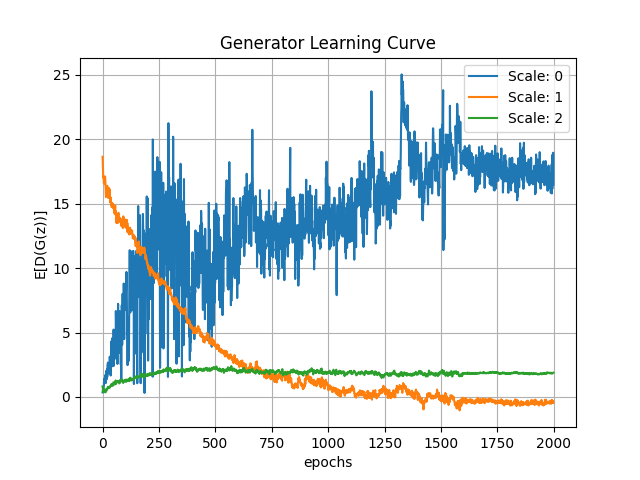 Generator Learning Curve
E[D(G(z))]
25
20
15
10
5
0
Scale: 0
Scale: 1
Scale: 2
0 250 500 750 1000 1250 1500 1750 2000
epochs